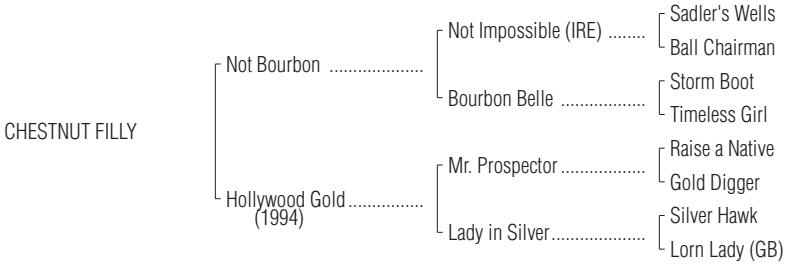 Sadler's Wells
Not Impossible (IRE) ........
Ball Chairman
Not Bourbon ....................
Storm Boot
Bourbon Belle ..................
Timeless Girl
CHESTNUT FILLY
Raise a Native
Mr. Prospector ..................
Gold Digger
Hollywood Gold ................
(1994)
Silver Hawk
Lady in Silver ....................
Lorn Lady (GB)